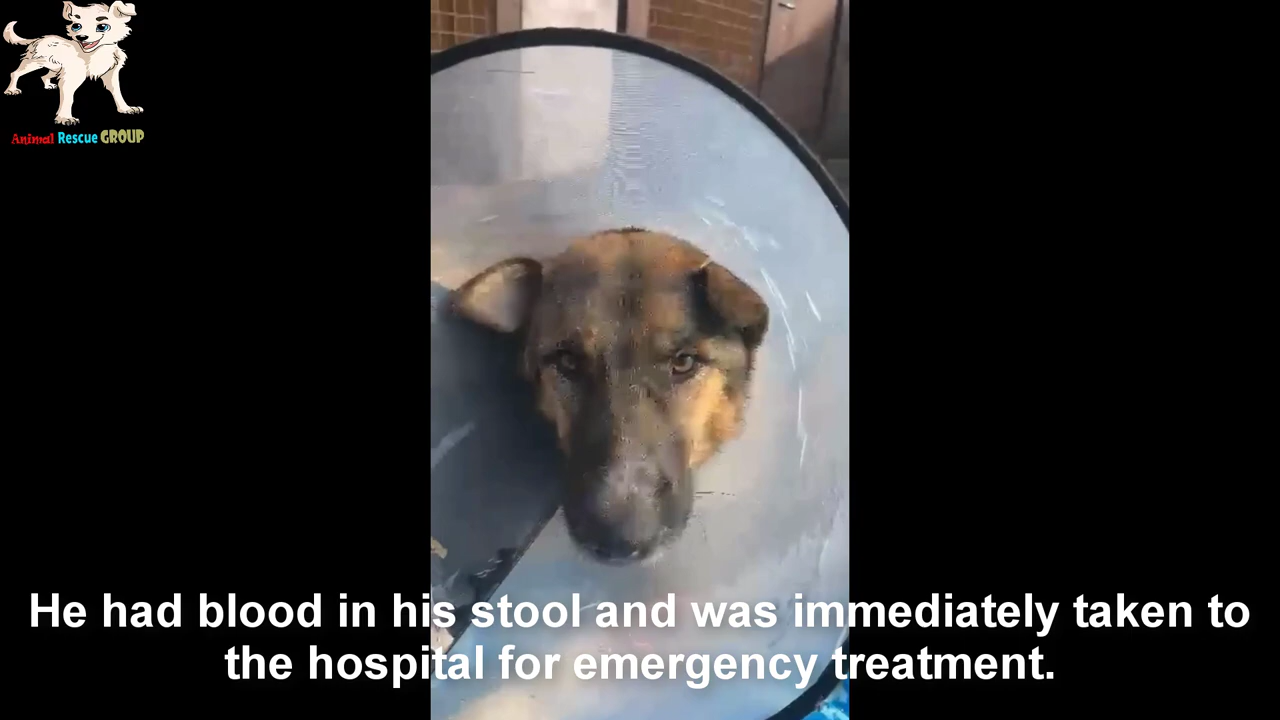 Animal Rescue GROUP
He had blood in his stool and was immediately taken to
the hospital for emergency treatment.